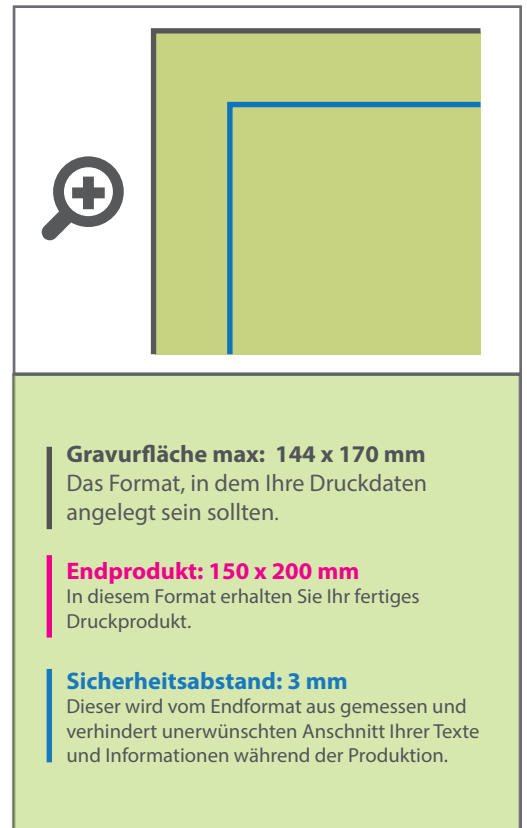 Gravurfläche max: 144 x 170 mm
Das Format, in dem Ihre Druckdaten
angelegt sein sollten.
Endprodukt: 150 x 200 mm
In diesem Format erhalten Sie Ihr fertiges
Druckprodukt.
Sicherheitsabstand: 3 mm
Dieser wird vom Endformat aus gemessen und
verhindert unerwünschten Anschnitt Ihrer Texte
und Informationen während der Produktion.